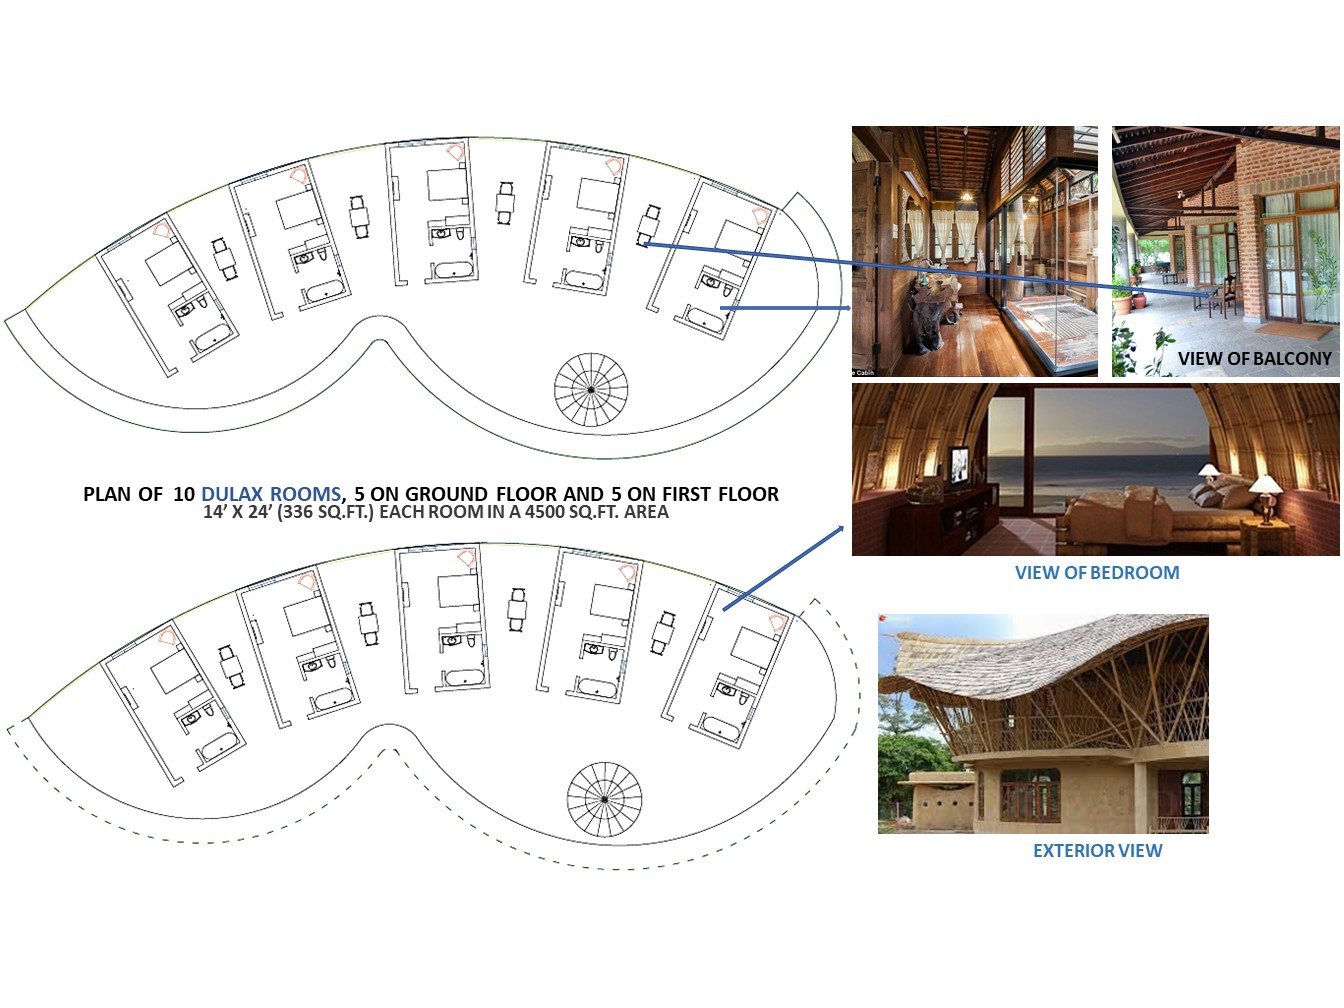 e Cabin
VIEW OF BALCONY
PLAN OF 10 DULAX ROOMS, 5 ON GROUND FLOOR AND 5 ON FIRST FLOOR
14’ X 24’ (336 SQ.FT.) EACH ROOM IN A 4500 SQ.FT. AREA
VIEW OF BEDROOM
EXTERIOR VIEW